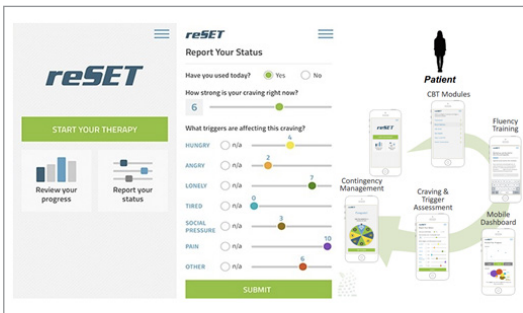 reSET
START YOUR THERAPY
Review your
progress
Report your
status
reSET
Report Your Status
Have you used today?
Yes
No
How strong is your craving right now?
6
What triggers are affecting this craving?
HUNGRY
n/a
ANGRY
n/a
2
LONELY
n/a
7
TIRED
n/a
0
SOCIAL
PRESSURE
n/a
3
PAIN
n/a
10
OTHER
n/a
6
SUBMIT
Patient
CBT Modules
Fluency
Training
Contingency
Management
Craving &
Trigger
Assessment
Mobile
Dashboard
reSET